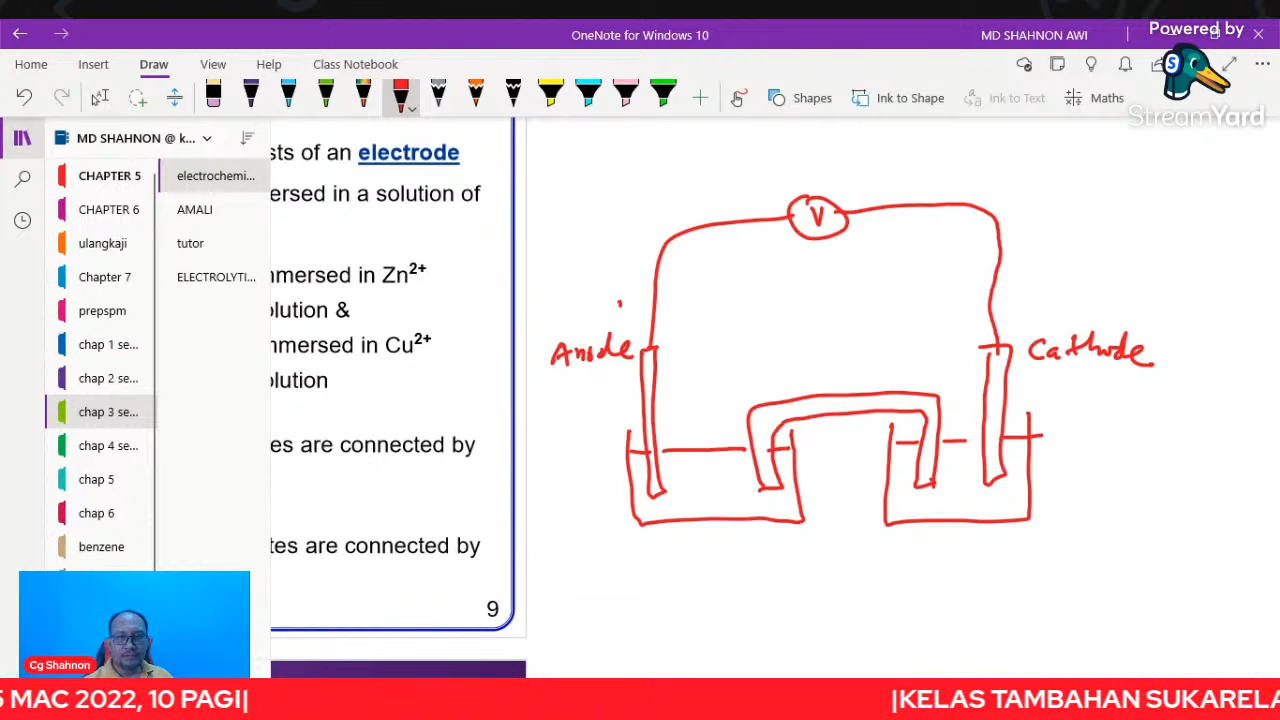 Powered by
StreamYard
OneNote for Windows 10
MD SHAHNON AWI
Home
Insert
Draw
View
Help
Class Notebook
Shapes
Ink to Shape
Ink to Text
Maths
MD SHAHNON @ k...
CHAPTER 5
CHAPTER 6
ulangkaji
Chapter 7
prepspm
chap 1 se...
chap 2 se...
chap 3 se...
chap 4 se...
chap 5
chap 6
benzene
electrochemi...
AMALI
tutor
ELECTROLYTI...
sts of an electrode
ersed in a solution of
nmersed in Zn2+
olution &
nmersed in Cu2+
olution
es are connected by
tes are connected by
9
V
Anode
Cathode
Cg Shahnon
5 MAC 2022, 10 PAGI|
|KELAS TAMBAHAN SUKARELA